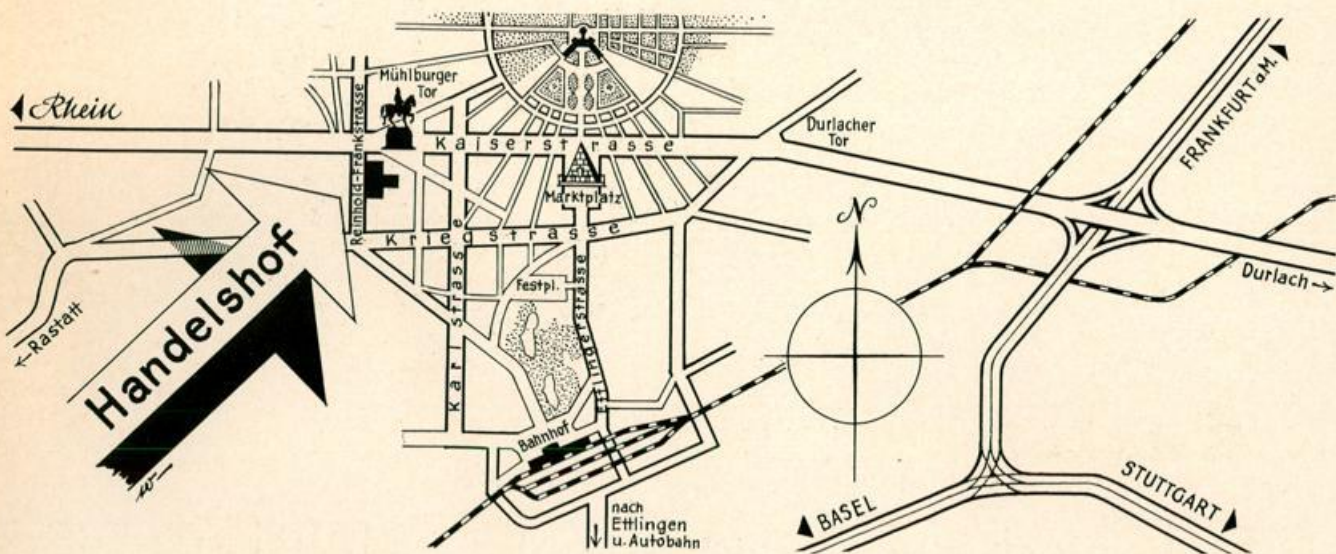 Rhein
Mühlburger
Tor
Reinhold-Frankstrasse
Kaiserstrasse
Durlacher
Tor
FRANKFURT a.M.
Marktplatz
N
Kriegstrasse
Durlach
Handelshof
Rastatt
Karlstrasse
Festpl.
Ettlingerstrasse
Bahnhof
nach
Ettlingen
u. Autobahn
BASEL
STUTTGART